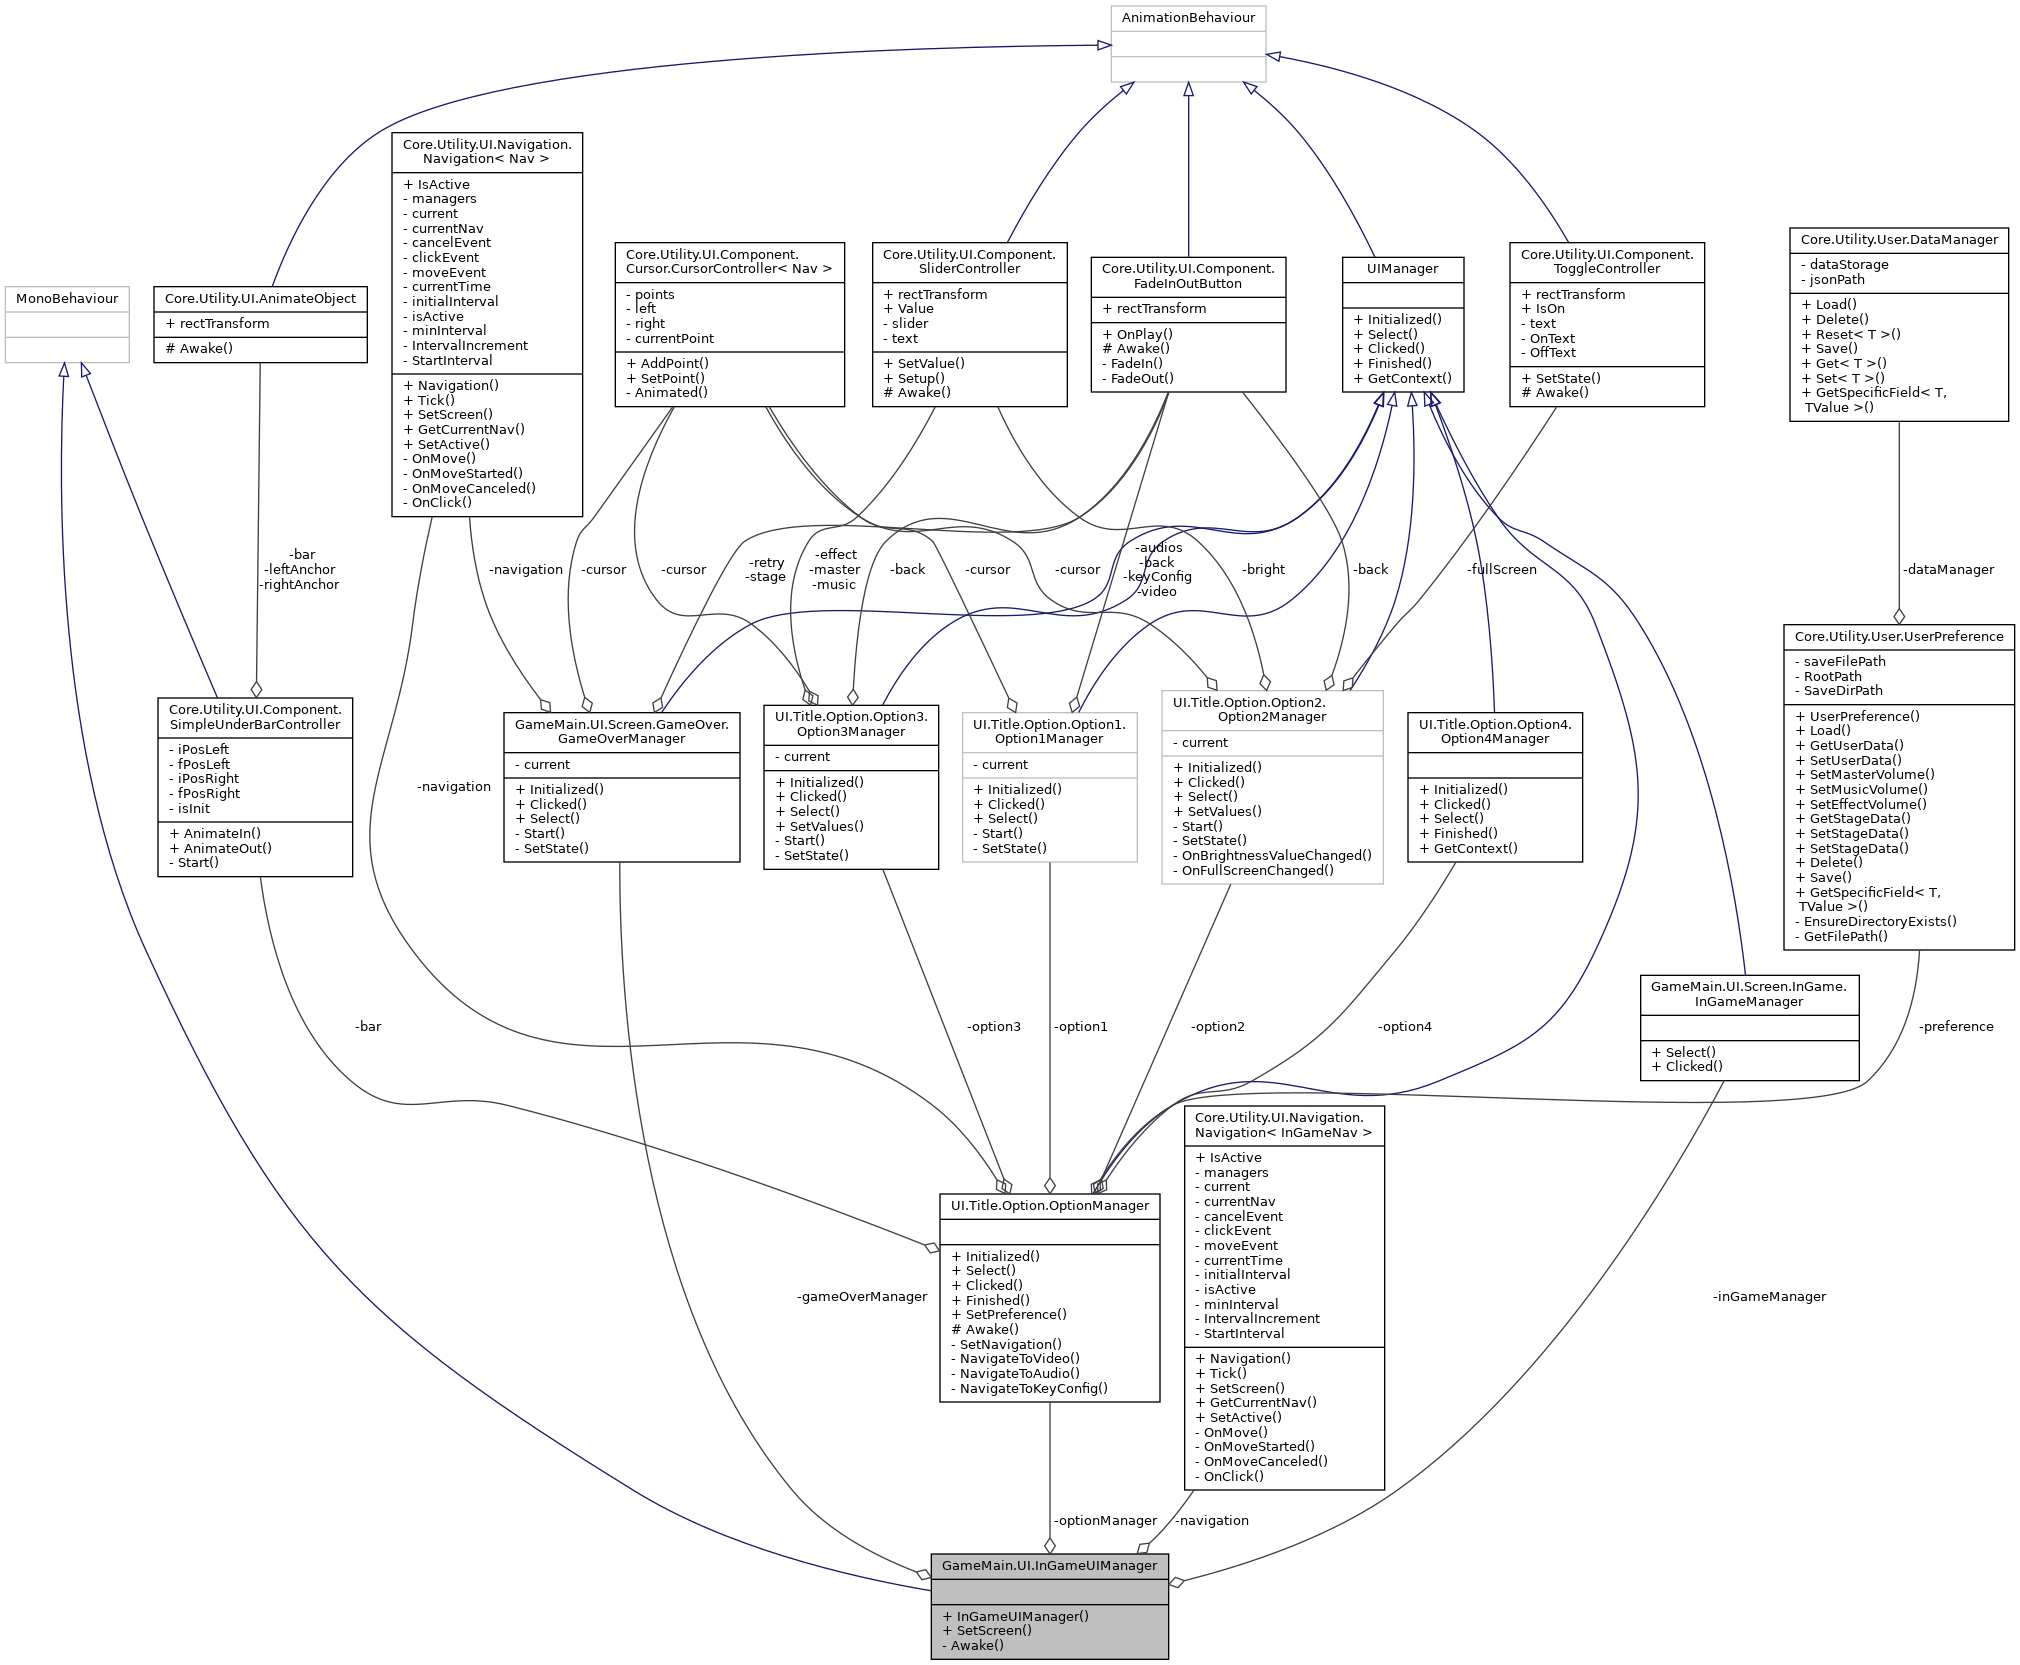 AnimationBehaviour
Core.Utility.UI.Navigation.
Navigation< Nav >
+ IsActive
- managers
- current
- currentNav
- cancelEvent
- clickEvent
- moveEvent
- currentTime
- initialInterval
- isActive
- minInterval
- IntervalIncrement
- StartInterval
+ Navigation()
+ Tick()
+ SetScreen()
+ GetCurrentNav()
+ SetActive()
- OnMove()
- OnMoveStarted()
- OnMoveCanceled()
- OnClick()
Core.Utility.UI.Component.
Cursor.CursorController< Nav >
- points
- left
- right
- currentPoint
+ AddPoint()
+ SetPoint()
- Animated()
Core.Utility.UI.Component.
SliderController
+ rectTransform
+ Value
- slider
- text
+ SetValue()
+ Setup()
# Awake()
Core.Utility.UI.Component.
FadeInOutButton
+ rectTransform
+ OnPlay()
# Awake()
- FadeIn()
- FadeOut()
UIManager
+ Initialized()
+ Select()
+ Clicked()
+ Finished()
+ GetContext()
Core.Utility.UI.Component.
ToggleController
+ rectTransform
+ IsOn
- text
- OnText
- OffText
+ SetState()
# Awake()
Core.Utility.User.DataManager
- dataStorage
- jsonPath
+ Load()
+ Delete()
+ Reset< T >()
+ Save()
+ Get< T >()
+ Set< T >()
+ GetSpecificField< T,
TValue >()
MonoBehaviour
Core.Utility.UI.AnimateObject
+ rectTransform
# Awake()
-bar
-leftAnchor
-rightAnchor
-navigation
-cursor
-cursor
-retry
-stage
-effect
-master
-music
-back
-cursor
-cursor
-audios
-back
-keyConfig
-video
-bright
-back
-fullScreen
-dataManager
Core.Utility.UI.Component.
SimpleUnderBarController
- iPosLeft
- fPosLeft
- iPosRight
- fPosRight
- isInit
+ AnimateIn()
+ AnimateOut()
- Start()
-navigation
GameMain.UI.Screen.GameOver.
GameOverManager
- current
+ Initialized()
+ Clicked()
+ Select()
- Start()
- SetState()
UI.Title.Option.Option3.
Option3Manager
- current
+ Initialized()
+ Clicked()
+ Select()
+ SetValues()
- Start()
- SetState()
UI.Title.Option.Option1.
Option1Manager
- current
+ Initialized()
+ Clicked()
+ Select()
- Start()
- SetState()
UI.Title.Option.Option2.
Option2Manager
- current
+ Initialized()
+ Clicked()
+ Select()
+ SetValues()
- Start()
- SetState()
- OnBrightnessValueChanged()
- OnFullScreenChanged()
UI.Title.Option.Option4.
Option4Manager
+ Initialized()
+ Clicked()
+ Select()
+ Finished()
+ GetContext()
Core.Utility.User.UserPreference
- saveFilePath
- RootPath
- SaveDirPath
+ UserPreference()
+ Load()
+ GetUserData()
+ SetUserData()
+ SetMasterVolume()
+ SetMusicVolume()
+ SetEffectVolume()
+ GetStageData()
+ SetStageData()
+ SetStageData()
+ Delete()
+ Save()
+ GetSpecificField< T,
TValue >()
- EnsureDirectoryExists()
- GetFilePath()
GameMain.UI.Screen.InGame.
InGameManager
+ Select()
+ Clicked()
-bar
-option3
-option1
-option2
-option4
-preference
UI.Title.Option.OptionManager
+ Initialized()
+ Select()
+ Clicked()
+ Finished()
+ SetPreference()
# Awake()
- SetNavigation()
- NavigateToVideo()
- NavigateToAudio()
- NavigateToKeyConfig()
Core.Utility.UI.Navigation.
Navigation< InGameNav >
+ IsActive
- managers
- current
- currentNav
- cancelEvent
- clickEvent
- moveEvent
- currentTime
- initialInterval
- isActive
- minInterval
- IntervalIncrement
- StartInterval
+ Navigation()
+ Tick()
+ SetScreen()
+ GetCurrentNav()
+ SetActive()
- OnMove()
- OnMoveStarted()
- OnMoveCanceled()
- OnClick()
-gameOverManager
-inGameManager
-optionManager
-navigation
GameMain.UI.InGameUIManager
+ InGameUIManager()
+ SetScreen()
- Awake()